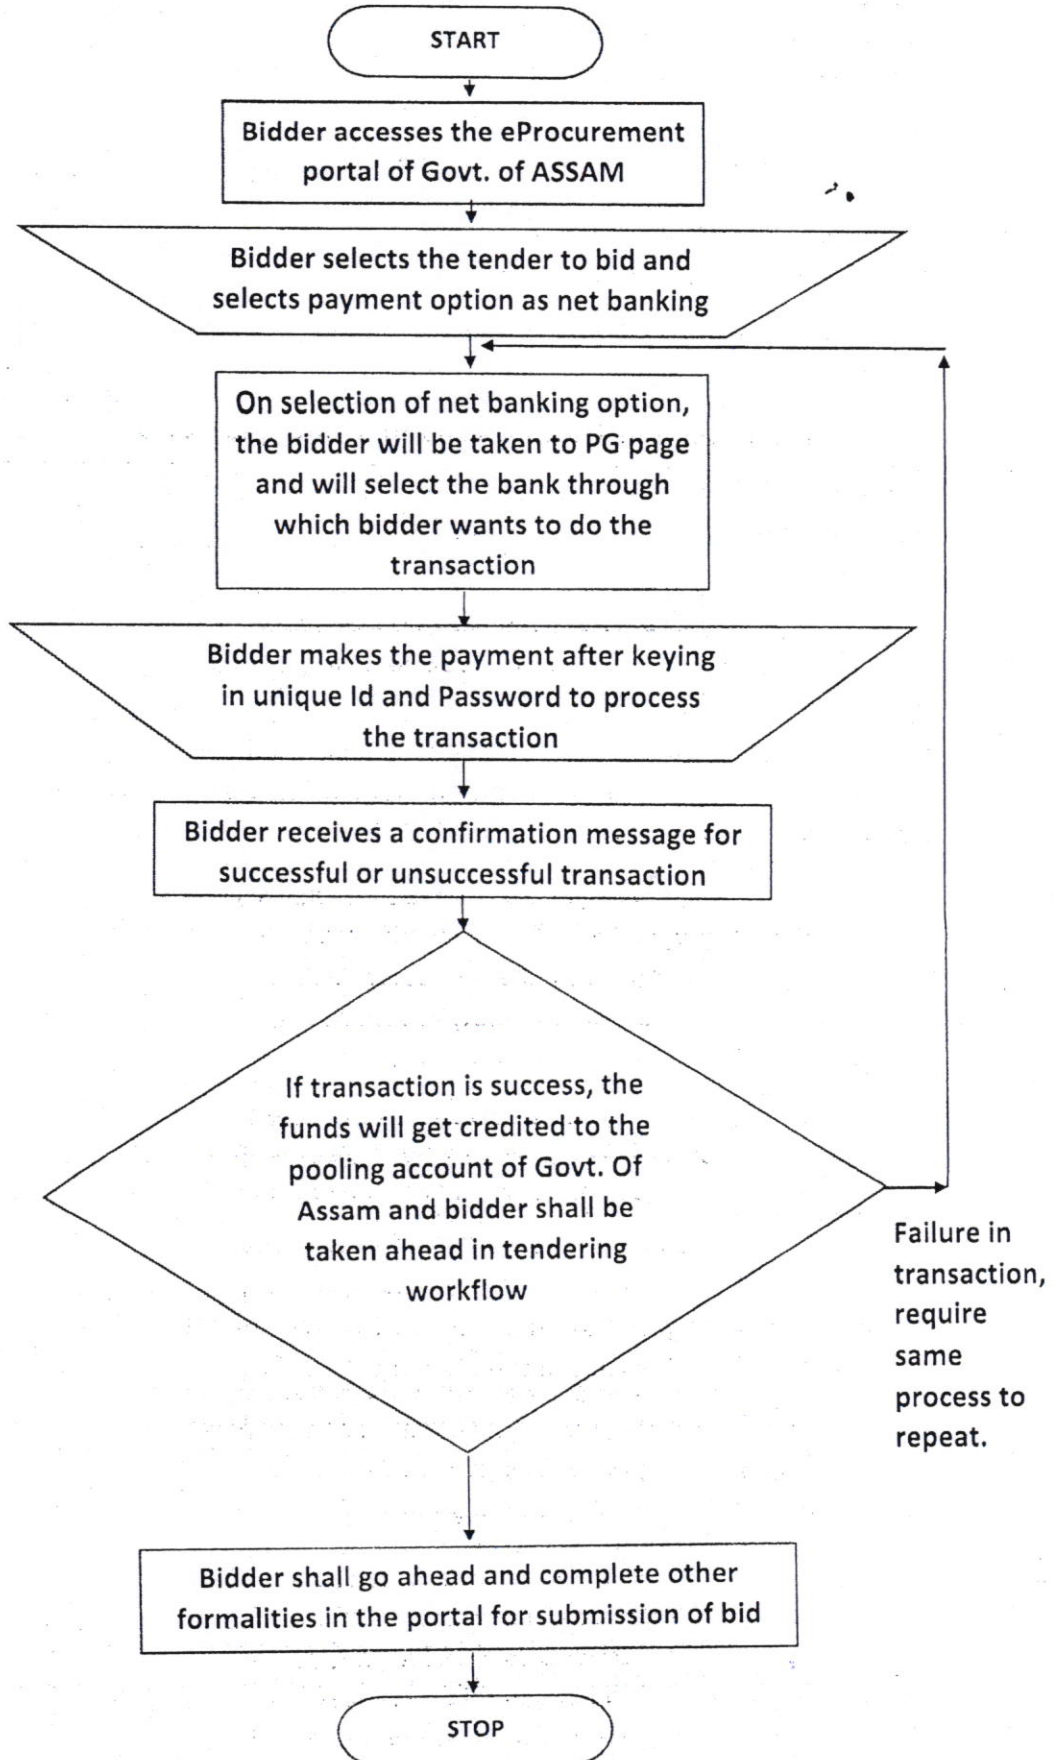 START
Bidder accesses the eProcurement
portal of Govt. of ASSAM
Bidder selects the tender to bid and
selects payment option as net banking
On selection of net banking option,
the bidder will be taken to PG page
and will select the bank through
which bidder wants to do the
transaction
Bidder makes the payment after keying
in unique Id and Password to process
the transaction
Bidder receives a confirmation message for
successful or unsuccessful transaction
If transaction is success, the
funds will get credited to the
pooling account of Govt. Of
Assam and bidder shall be
taken ahead in tendering
workflow
Failure in
transaction,
require
same
process to
repeat.
Bidder shall go ahead and complete other
formalities in the portal for submission of bid
STOP